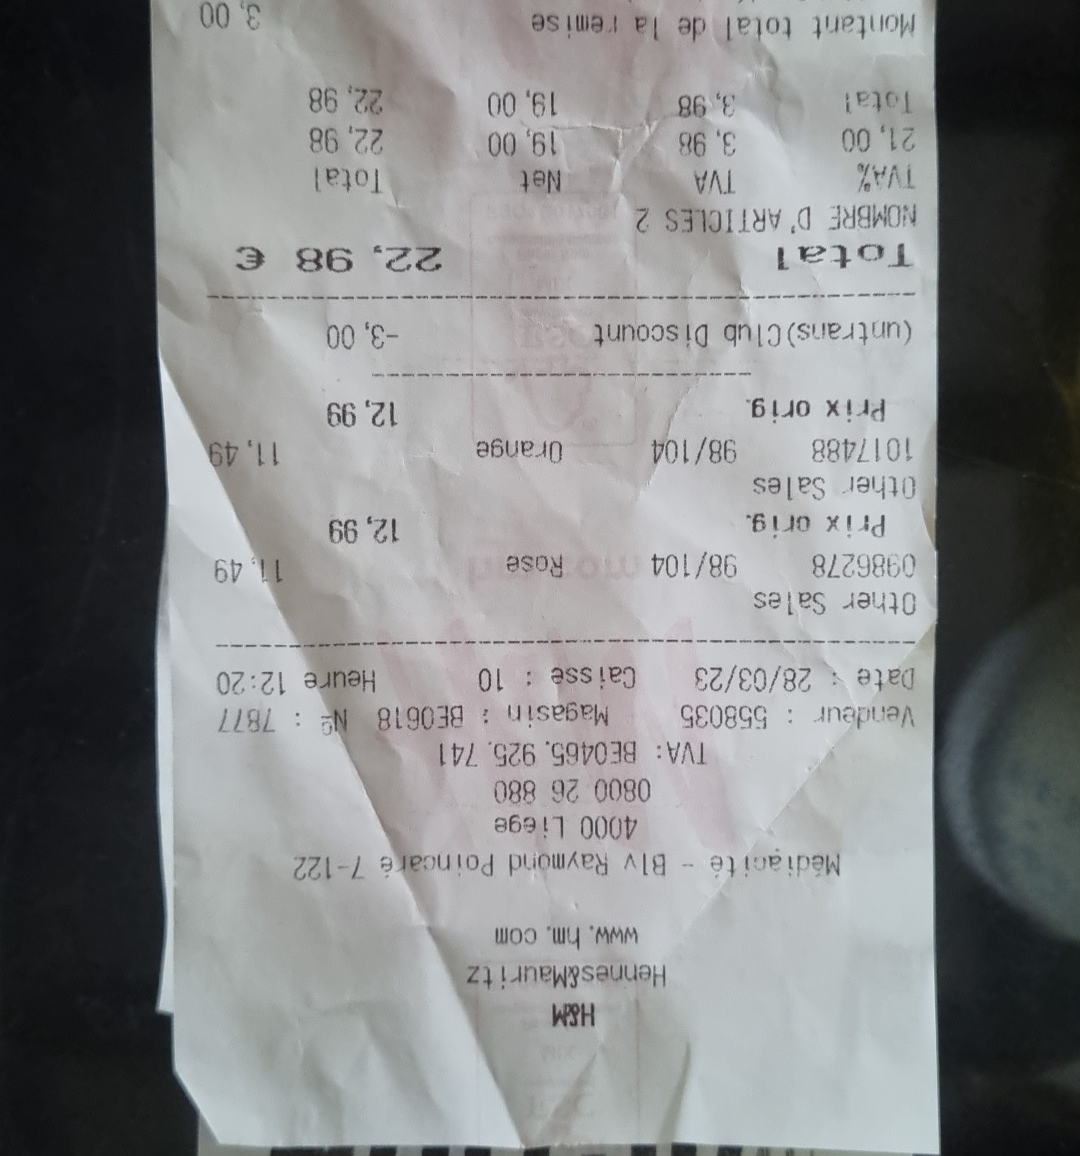 H&M
Hennes&Mauritz
www.hm.com
Médiacité - Blv Raymond Poincaré 7-122
4000 Liège
0800 26 880
TVA: BE0465.925.741
Vendeur : 558035 Magasin : BE0618 Nº : 7877
Date : 28/03/23 Caisse : 10 Heure 12:20
Other Sales
0986278 98/104 Rose 11,49
Prix orig. 12,99
Other Sales
1017488 98/104 Orange 11,49
Prix orig. 12,99
(untrans)Club Discount -3,00
Total 22,98 €
NOMBRE D'ARTICLES 2
TVA% TVA Net Total
21,00 3,98 19,00 22,98
Total 3,98 19,00 22,98
Montant total de la remise 3,00